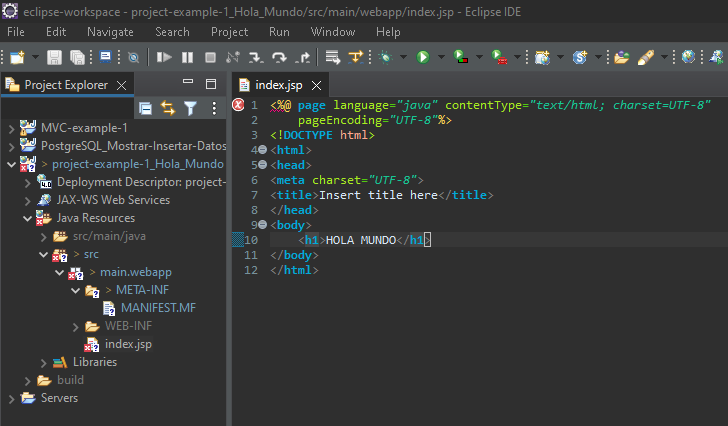 eclipse-workspace - project-example-1_Hola_Mundo/src/main/webapp/index.jsp - Eclipse IDE
File Edit Navigate Search Project Run Window Help
Project Explorer
MVC-example-1
PostgreSQL_Mostrar-Insertar-Datos
> project-example-1_Hola_Mundo
Deployment Descriptor: project-
JAX-WS Web Services
Java Resources
src/main/java
> src
> main.webapp
> META-INF
MANIFEST.MF
WEB-INF
index.jsp
Libraries
build
Servers
index.jsp
1 <%@ page language="java" contentType="text/html; charset=UTF-8"
2 pageEncoding="UTF-8"%>
3 <!DOCTYPE html>
4 <html>
5 <head>
6 <meta charset="UTF-8">
7 <title>Insert title here</title>
8 </head>
9 <body>
10 <h1>HOLA MUNDO</h1>
11 </body>
12 </html>